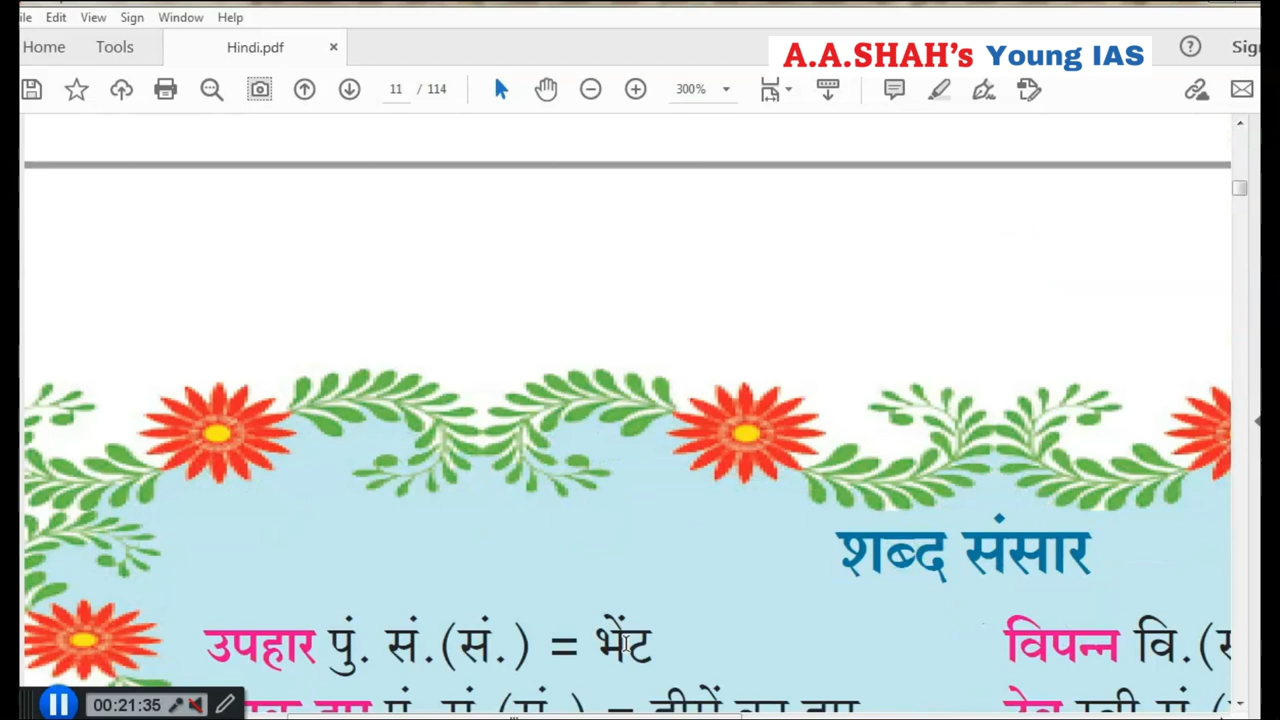 ile Edit View Sign Window Help
Home Tools Hindi.pdf × Sig
A.A.SHAH's Young IAS
11 / 114 300%
शब्द संसार
उपहार पुं. सं.(सं.) = भेंट विपन्न वि.(
00:21:35